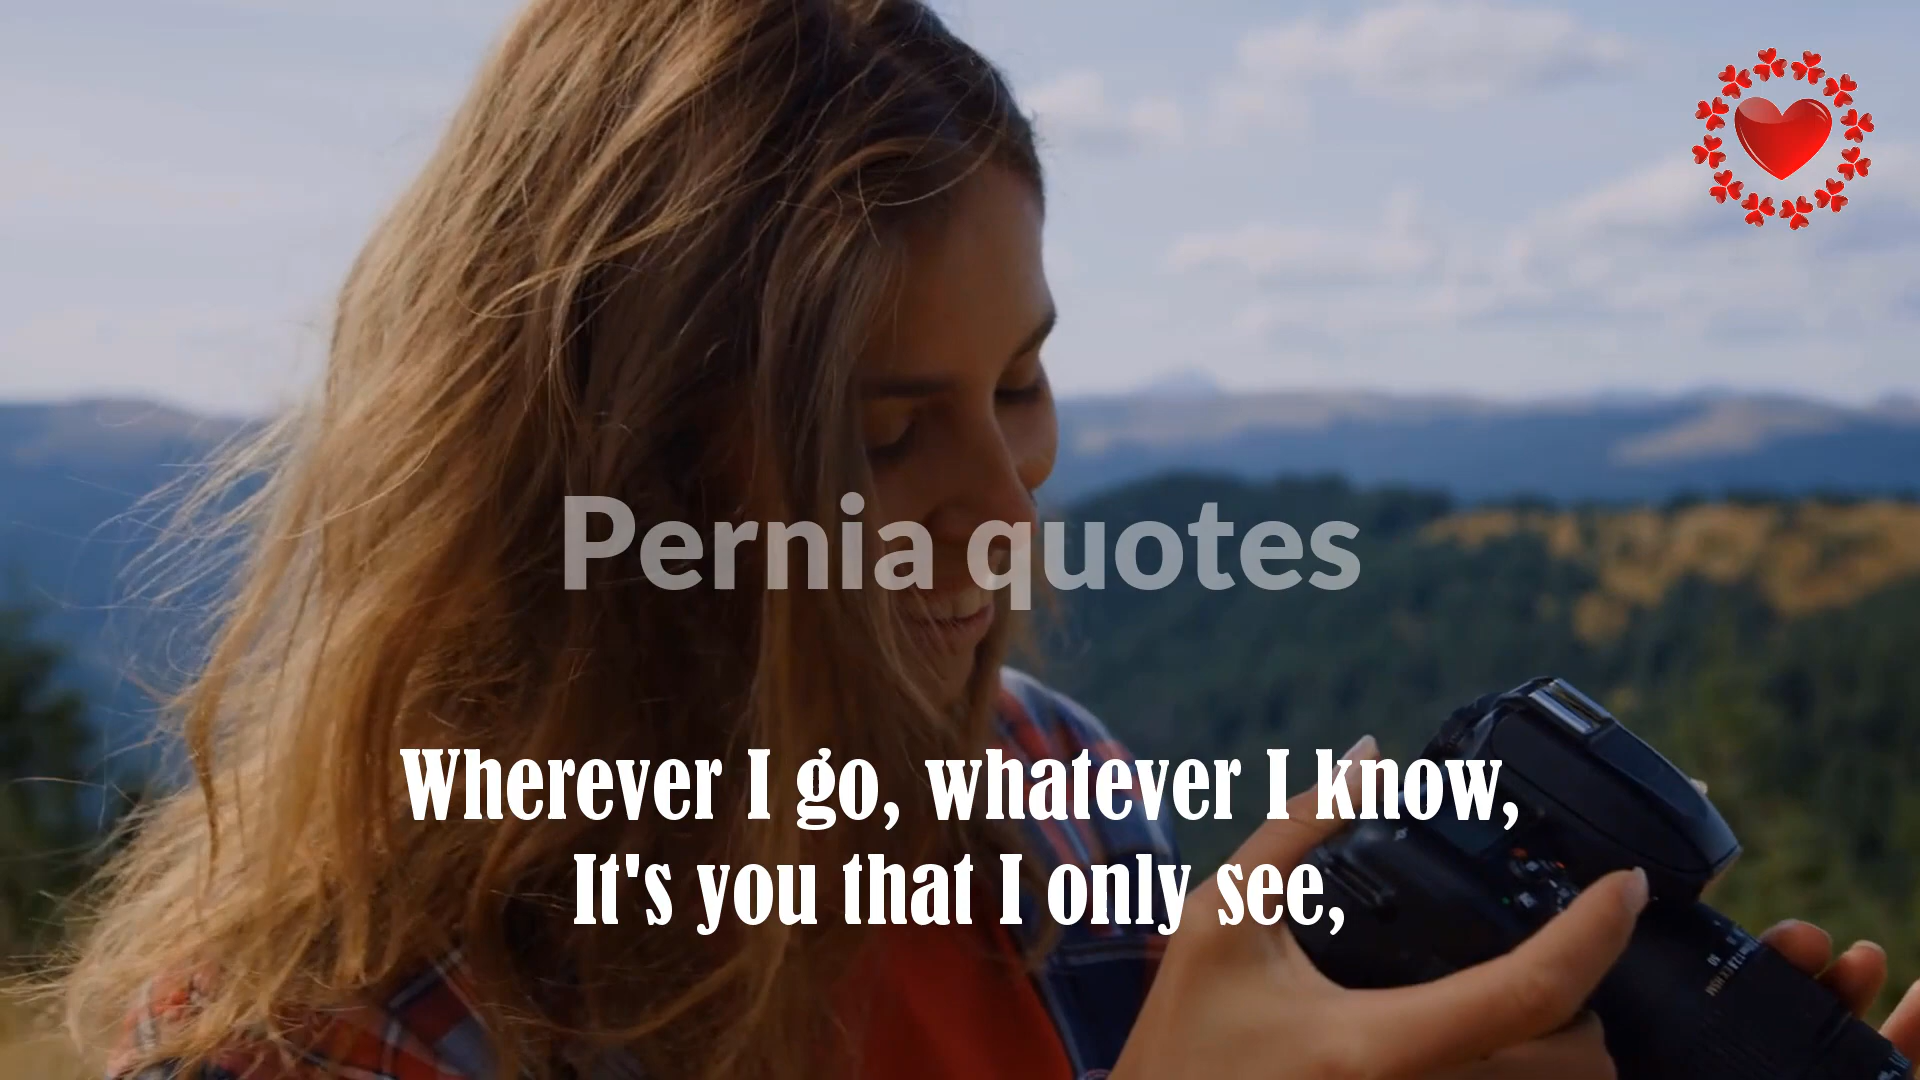 Pernia quotes
Wherever I go, whatever I know,
It's you that I only see,